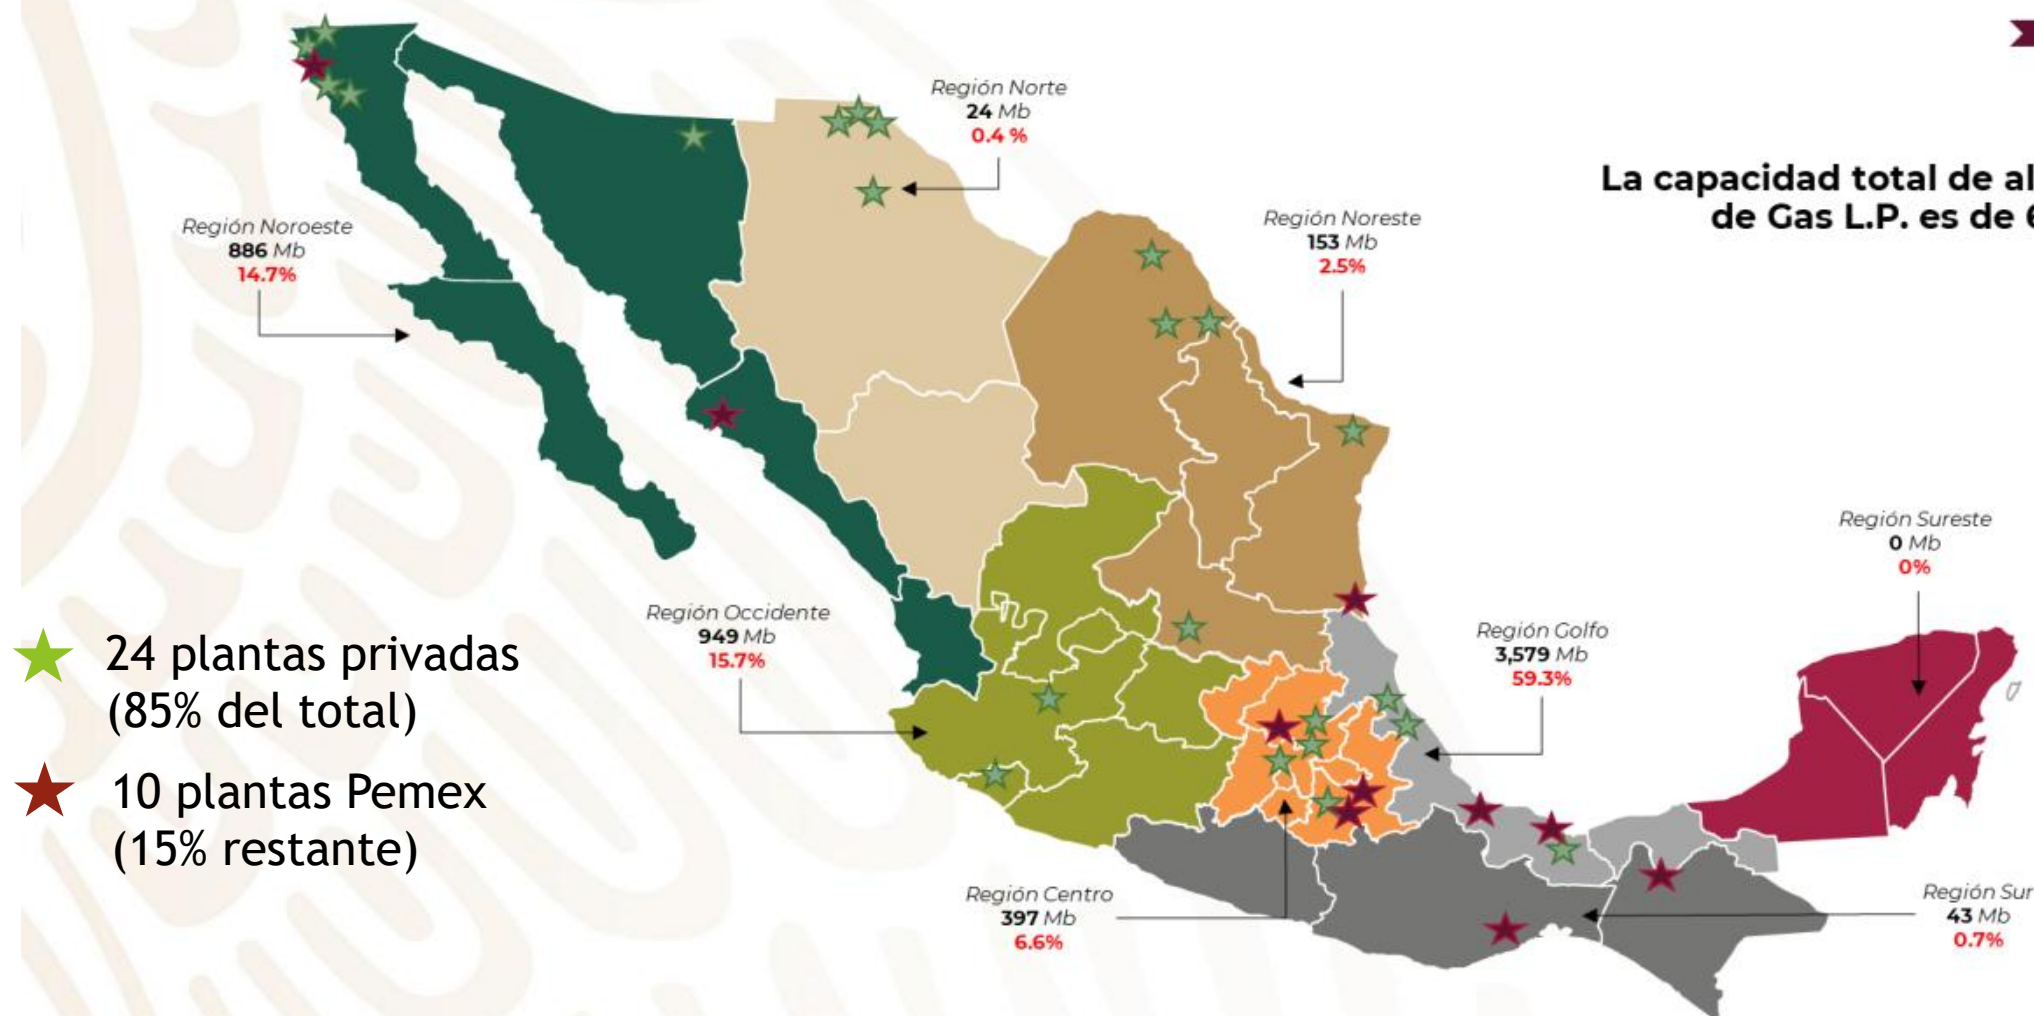 Región Norte
24 Mb
0.4 %
La capacidad total de al
de Gas L.P. es de 6
Región Noroeste
886 Mb
14.7%
Región Noreste
153 Mb
2.5%
Región Sureste
0 Mb
0%
Región Occidente
949 Mb
15.7%
Región Golfo
3,579 Mb
59.3%
24 plantas privadas
(85% del total)
10 plantas Pemex
(15% restante)
Región Centro
397 Mb
6.6%
Región Sur
43 Mb
0.7%